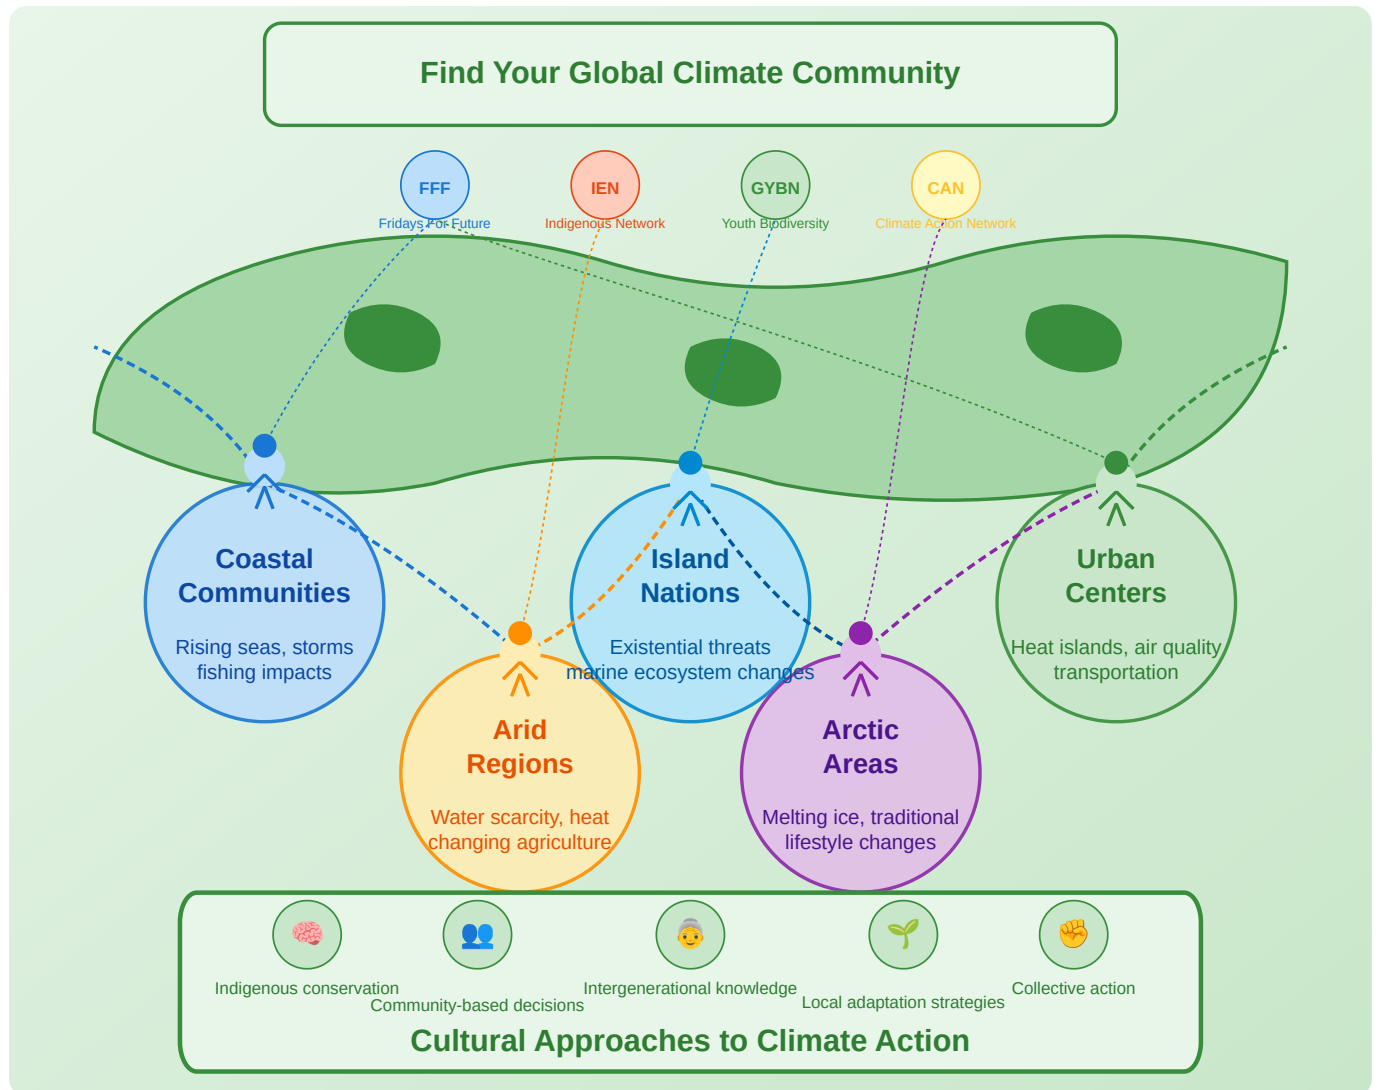 Find Your Global Climate Community
FFF
IEN
GYBN
CAN
Fridays For Future
Indigenous Network
Youth Biodiversity
Climate Action Network
Coastal
Communities
Rising seas, storms
fishing impacts
Island
Nations
Existential threats
marine ecosystem changes
Urban
Centers
Heat islands, air quality
transportation
Arid
Regions
Water scarcity, heat
changing agriculture
Arctic
Areas
Melting ice, traditional
lifestyle changes
Indigenous conservation
Community-based decisions
Intergenerational knowledge
Local adaptation strategies
Collective action
Cultural Approaches to Climate Action